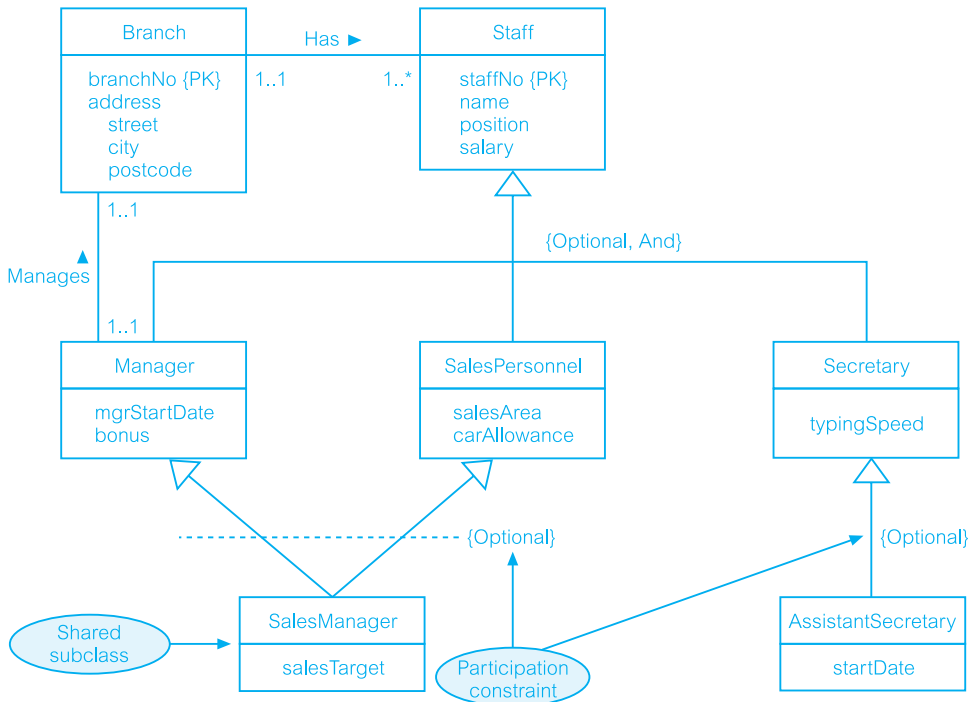 Branch
Has ►
Staff
branchNo {PK}
address
street
city
postcode
1..1
1..*
staffNo {PK}
name
position
salary
1..1
{Optional, And}
Manages
1..1
Manager
mgrStartDate
bonus
SalesPersonnel
salesArea
carAllowance
Secretary
typingSpeed
{Optional}
{Optional}
Shared
subclass
SalesManager
salesTarget
Participation
constraint
AssistantSecretary
startDate